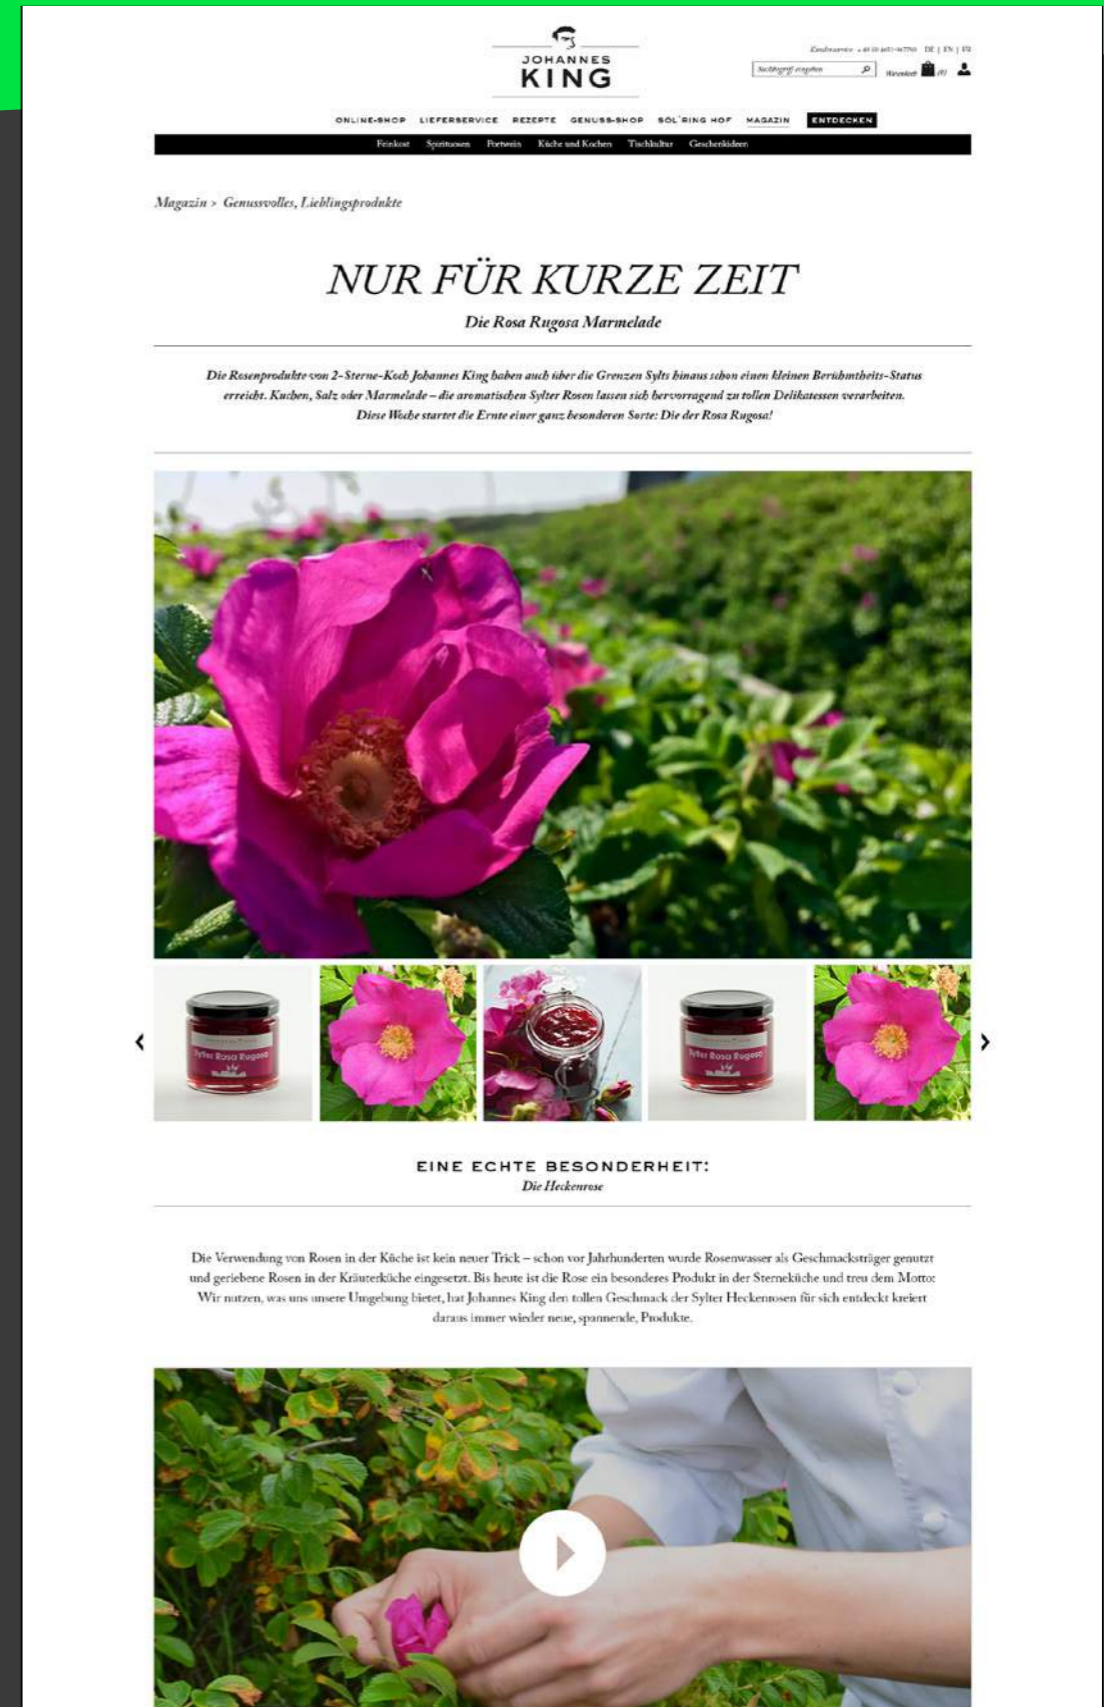 JOHANNES
KING
Kundenservice
DE | EN | FR
Suchbegriff eingeben
Warenkorb (0)
ONLINE-SHOP LIEFERSERVICE REZEPTE GENUSS-SHOP SÖL'RING HOF MAGAZIN ENTDECKEN
Feinkost Spirituosen Portwein Küche und Kochen Tischkultur Geschenkideen
Magazin > Genussvolles, Lieblingsprodukte
NUR FÜR KURZE ZEIT
Die Rosa Rugosa Marmelade
Die Rosenprodukte von 2-Sterne-Koch Johannes King haben auch über die Grenzen Sylts hinaus schon einen kleinen Berühmtheits-Status
erreicht. Kuchen, Salz oder Marmelade – die aromatischen Sylter Rosen lassen sich hervorragend zu tollen Delikatessen verarbeiten.
Diese Woche startet die Ernte einer ganz besonderen Sorte: Die der Rosa Rugosa!
Sylter Rosa Rugosa
Sylter Rosa Rugosa
EINE ECHTE BESONDERHEIT:
Die Heckenrose
Die Verwendung von Rosen in der Küche ist kein neuer Trick – schon vor Jahrhunderten wurde Rosenwasser als Geschmacksträger genutzt
und geriebene Rosen in der Kräuterküche eingesetzt. Bis heute ist die Rose ein besonderes Produkt in der Sterneküche und treu dem Motto:
Wir nutzen, was uns unsere Umgebung bietet, hat Johannes King den tollen Geschmack der Sylter Heckenrosen für sich entdeckt kreiert
daraus immer wieder neue, spannende, Produkte.